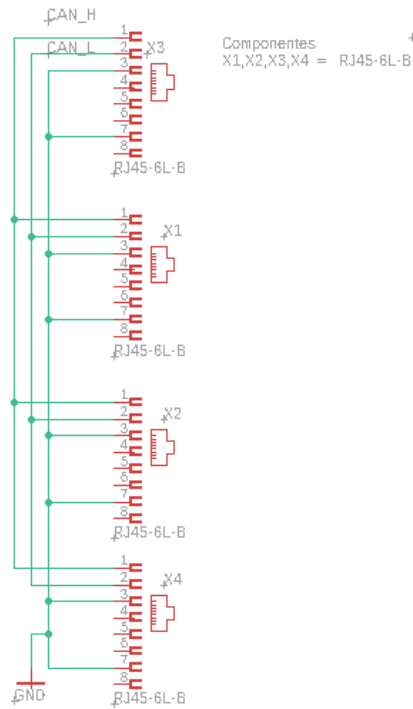 CAN_H
1
2 X3
CAN_L
3
4
5
6
7
8
RJ45-6L-B
Componentes
X1,X2,X3,X4 = RJ45-6L-B
1
X1
2
3
4
5
6
7
8
RJ45-6L-B
1
X2
2
3
4
5
6
7
8
RJ45-6L-B
1
X4
2
3
4
5
6
7
8
RJ45-6L-B
GND